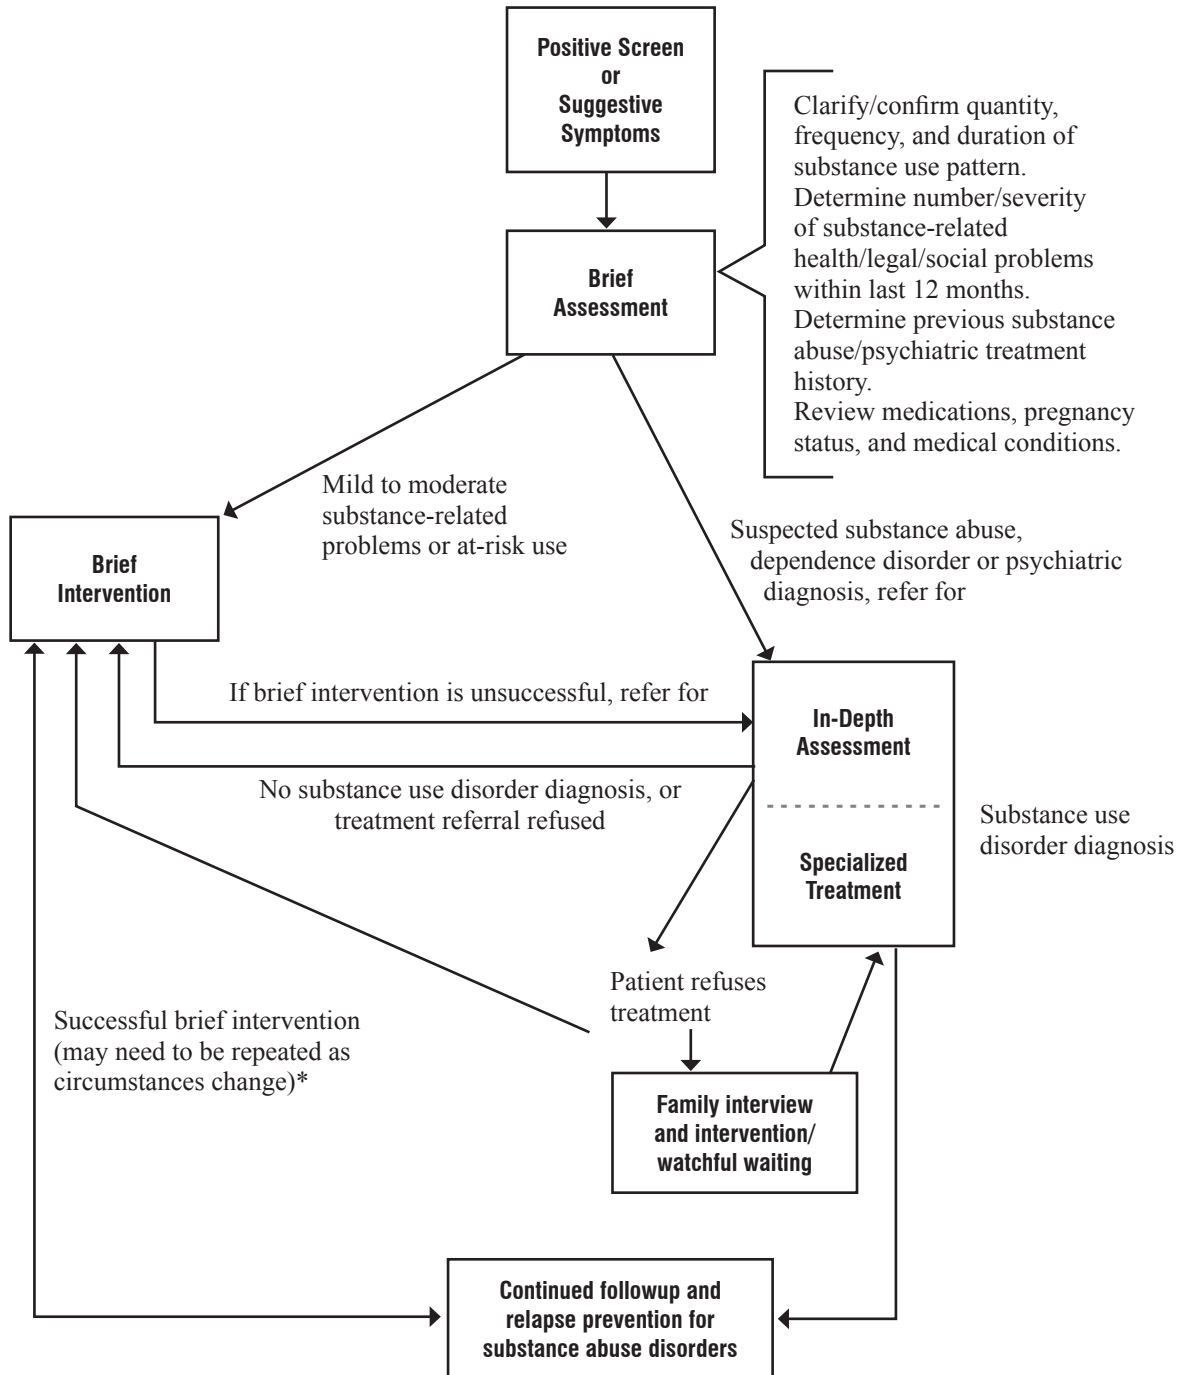 Positive Screen
or
Suggestive
Symptoms
Clarify/confirm quantity,
frequency, and duration of
substance use pattern.
Determine number/severity
of substance-related
health/legal/social problems
within last 12 months.
Determine previous substance
abuse/psychiatric treatment
history.
Review medications, pregnancy
status, and medical conditions.
Brief
Assessment
Mild to moderate
substance-related
problems or at-risk use
Suspected substance abuse,
dependence disorder or psychiatric
diagnosis, refer for
Brief
Intervention
If brief intervention is unsuccessful, refer for
In-Depth
Assessment
No substance use disorder diagnosis, or
treatment referral refused
Specialized
Treatment
Substance use
disorder diagnosis
Patient refuses
treatment
Successful brief intervention
(may need to be repeated as
circumstances change)*
Family interview
and intervention/
watchful waiting
Continued followup and
relapse prevention for
substance abuse disorders